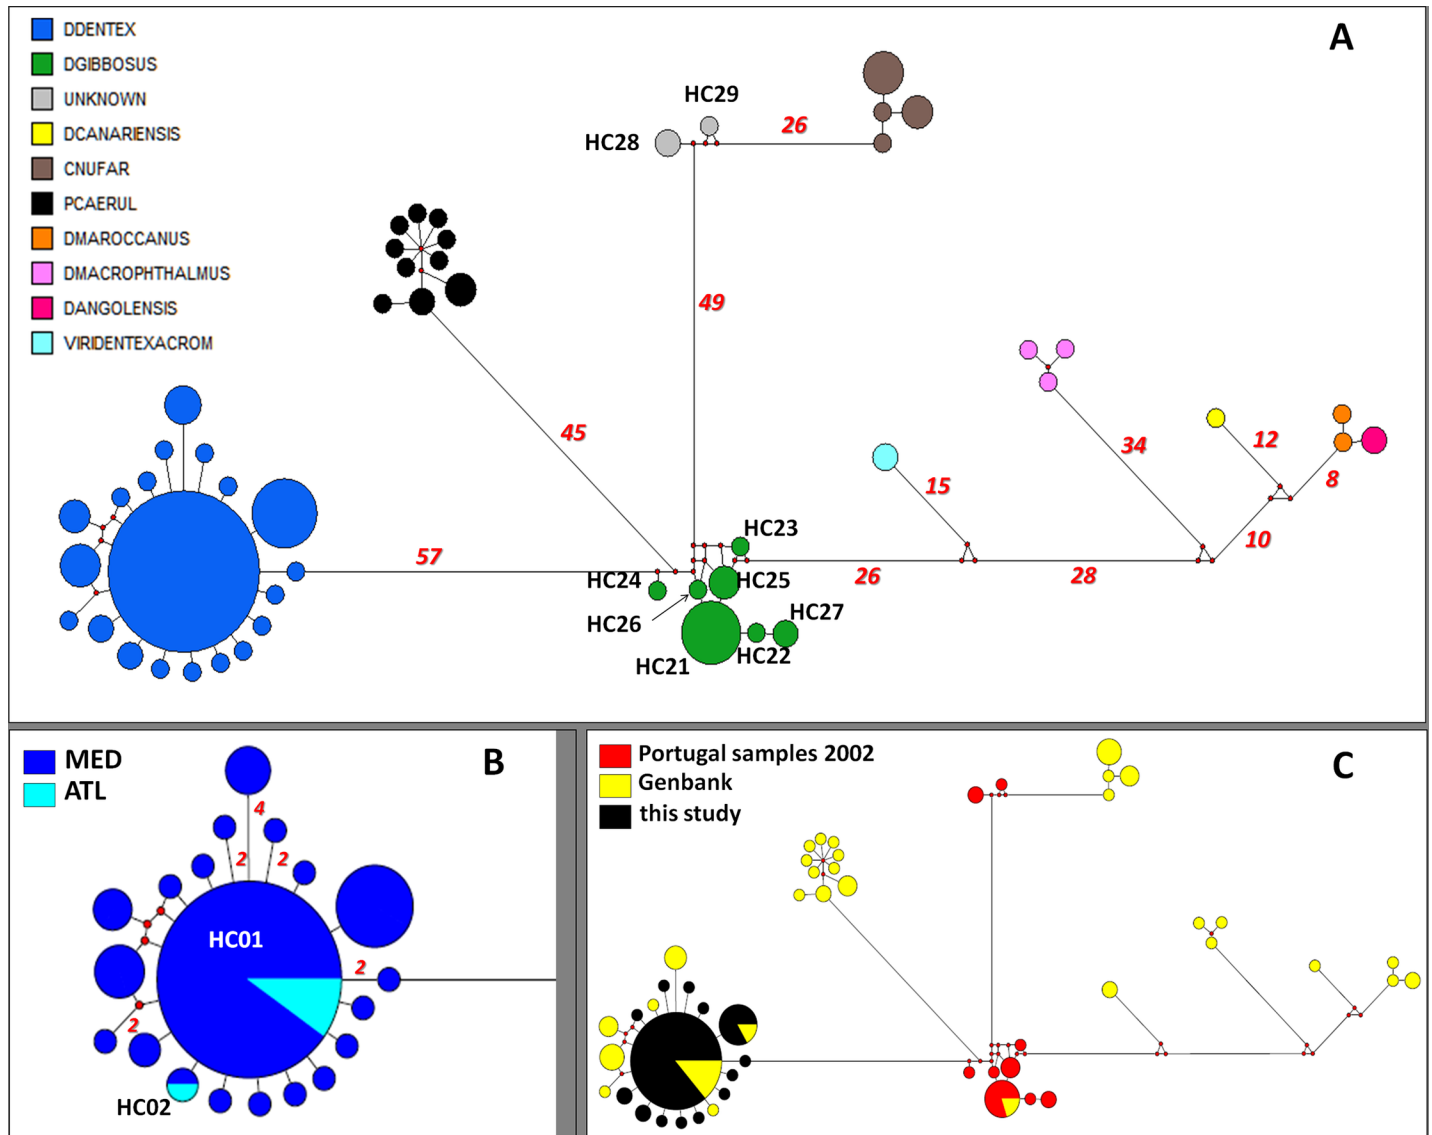 A
DDENTEX
DGIBBOSUS
UNKNOWN
DCANARIENSIS
CNUFAR
PCAERUL
DMAROCCANUS
DMACROPHTHALMUS
DANGOLENSIS
VIRIDENTEXACROM
HC29
HC28
26
49
45
57
34
12
15
8
10
26
28
HC23
HC24
HC25
HC26
HC27
HC22
HC21
B
MED
ATL
4
2
2
HC01
2
2
HC02
C
Portugal samples 2002
Genbank
this study